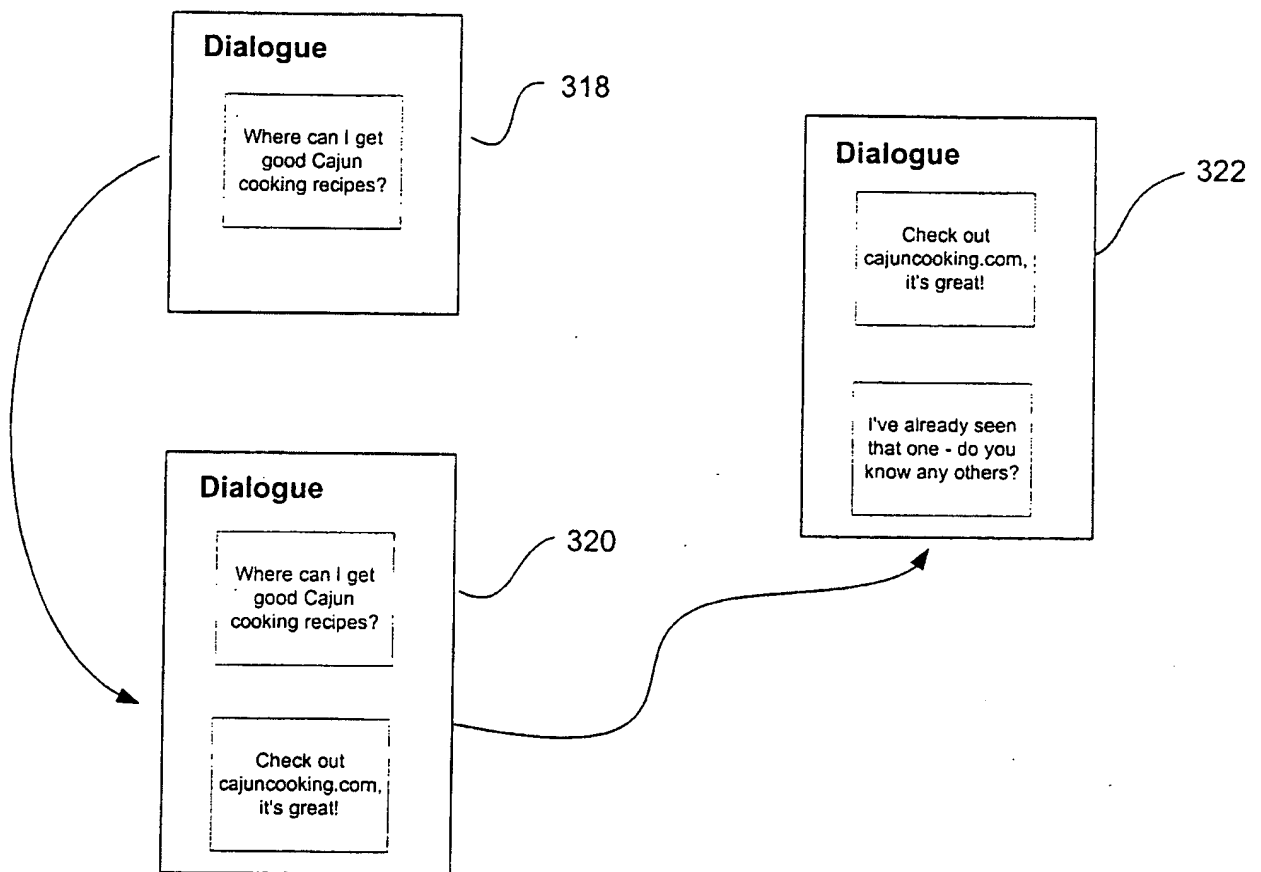 Dialogue
Where can I get
good Cajun
cooking recipes?
318
Dialogue
Where can I get
good Cajun
cooking recipes?
Check out
cajuncooking.com,
it's great!
320
Dialogue
Check out
cajuncooking.com,
it's great!
I've already seen
that one - do you
know any others?
322